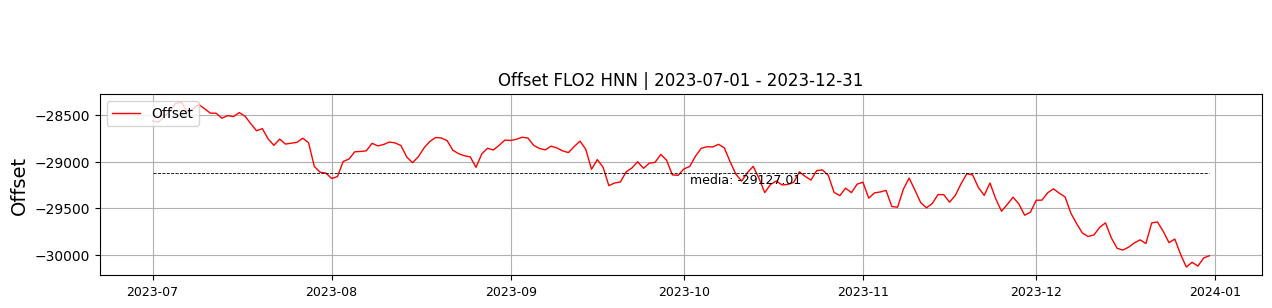 Offset FLO2 HNN | 2023-07-01 - 2023-12-31
Offset
−28500
−29000
−29500
−30000
Offset
media: -29127.01
2023-07
2023-08
2023-09
2023-10
2023-11
2023-12
2024-01